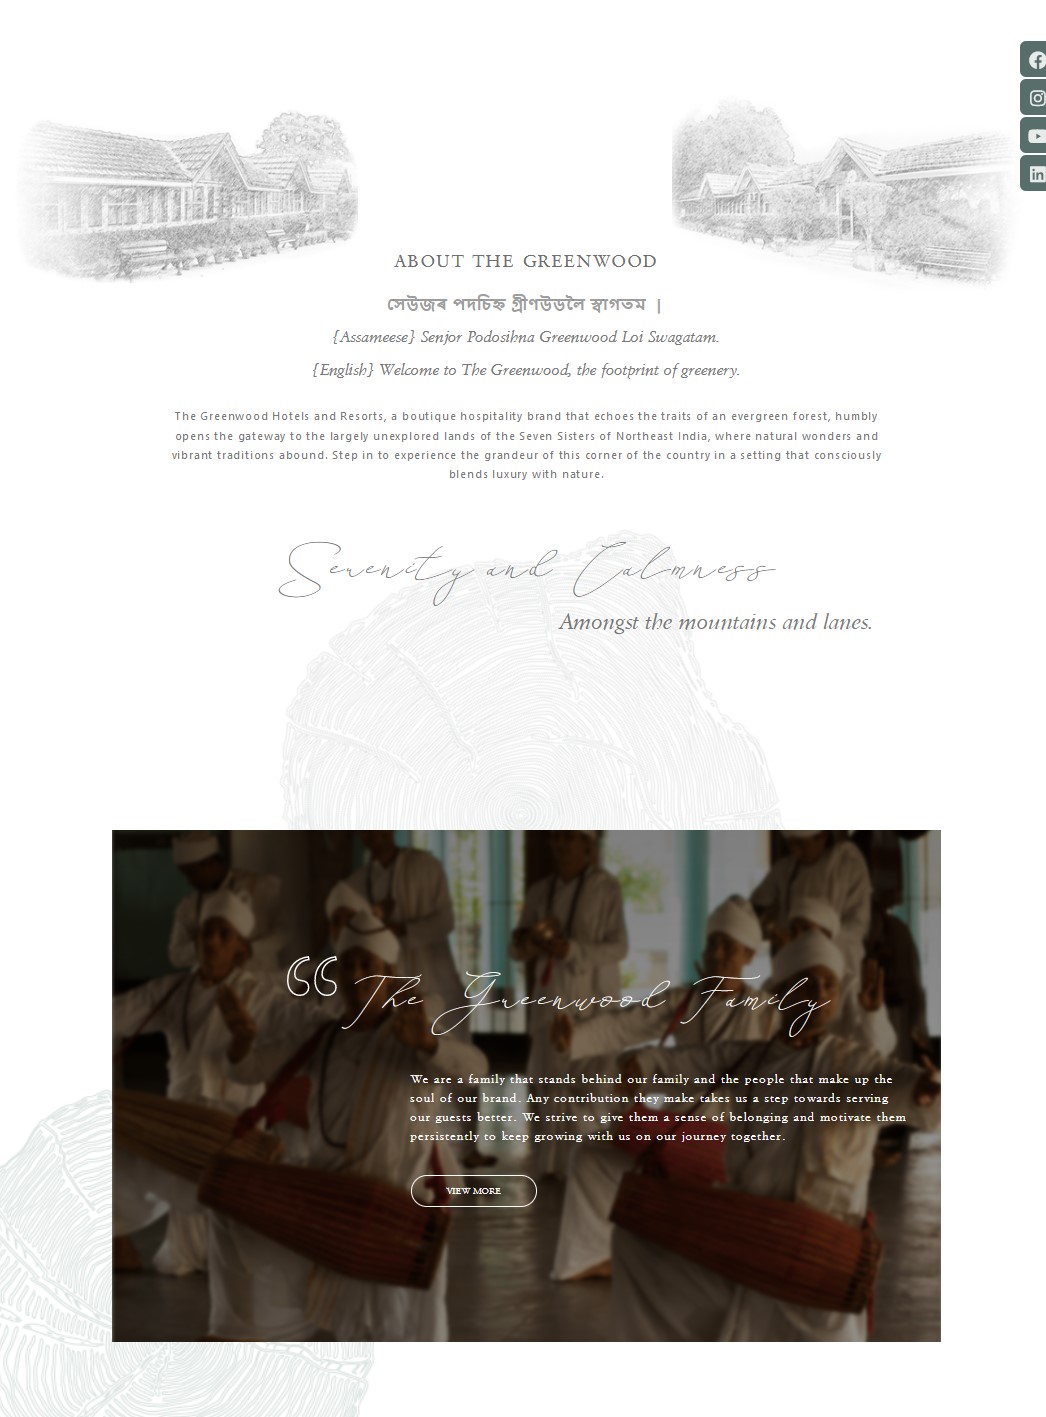 ABOUT THE GREENWOOD
সেউজৰ পদচিহ্ন গ্ৰীণউডলৈ স্বাগতম |
{Assameese} Senjor Podosihna Greenwood Loi Swagatam.
{English} Welcome to The Greenwood, the footprint of greenery.
The Greenwood Hotels and Resorts, a boutique hospitality brand that echoes the traits of an evergreen forest, humbly
opens the gateway to the largely unexplored lands of the Seven Sisters of Northeast India, where natural wonders and
vibrant traditions abound. Step in to experience the grandeur of this corner of the country in a setting that consciously
blends luxury with nature.
Serenity and Calmness
Amongst the mountains and lanes.
“ The Greenwood Family
We are a family that stands behind our family and the people that make up the
soul of our brand. Any contribution they make takes us a step towards serving
our guests better. We strive to give them a sense of belonging and motivate them
persistently to keep growing with us on our journey together.
VIEW MORE